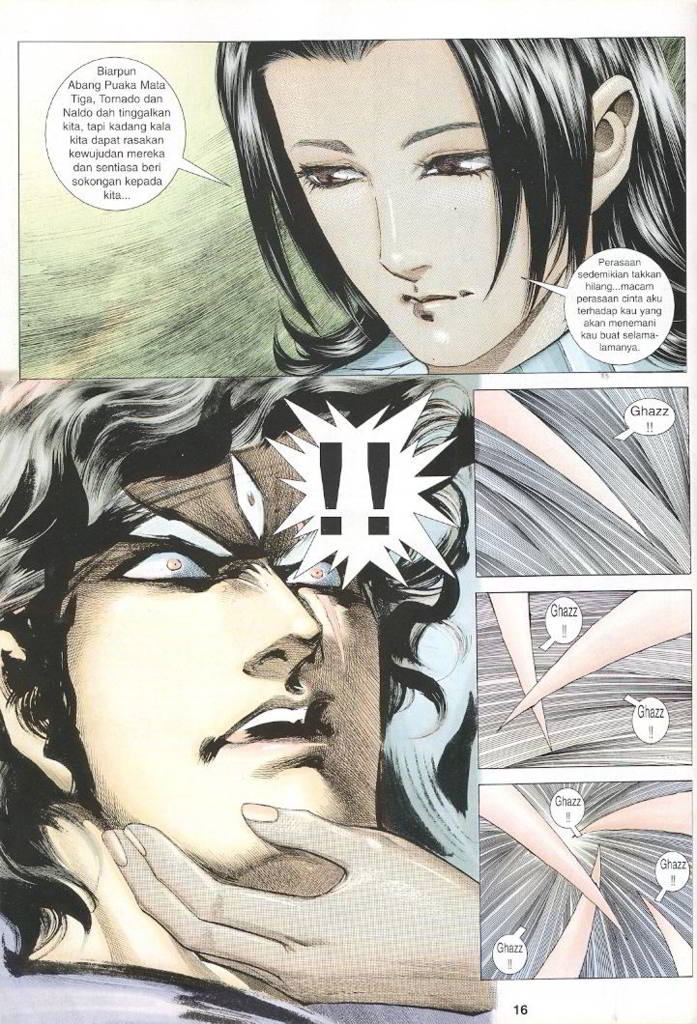 Biarpun
Abang Puaka Mata
Tiga, Tornado dan
Naldo dah tinggalkan
kita, tapi kadang kala
kita dapat rasakan
kewujudan mereka
dan sentiasa beri
sokongan kepada
kita...
Perasaan
sedemikian takkan
hilang...macam
perasaan cinta aku
terhadap kau yang
akan menemani
kau buat selama-
lamanya.
!!
Ghazz
!!
Ghazz
!!
Ghazz
!!
Ghazz
!!
Ghazz
!!
Ghazz
!!
16